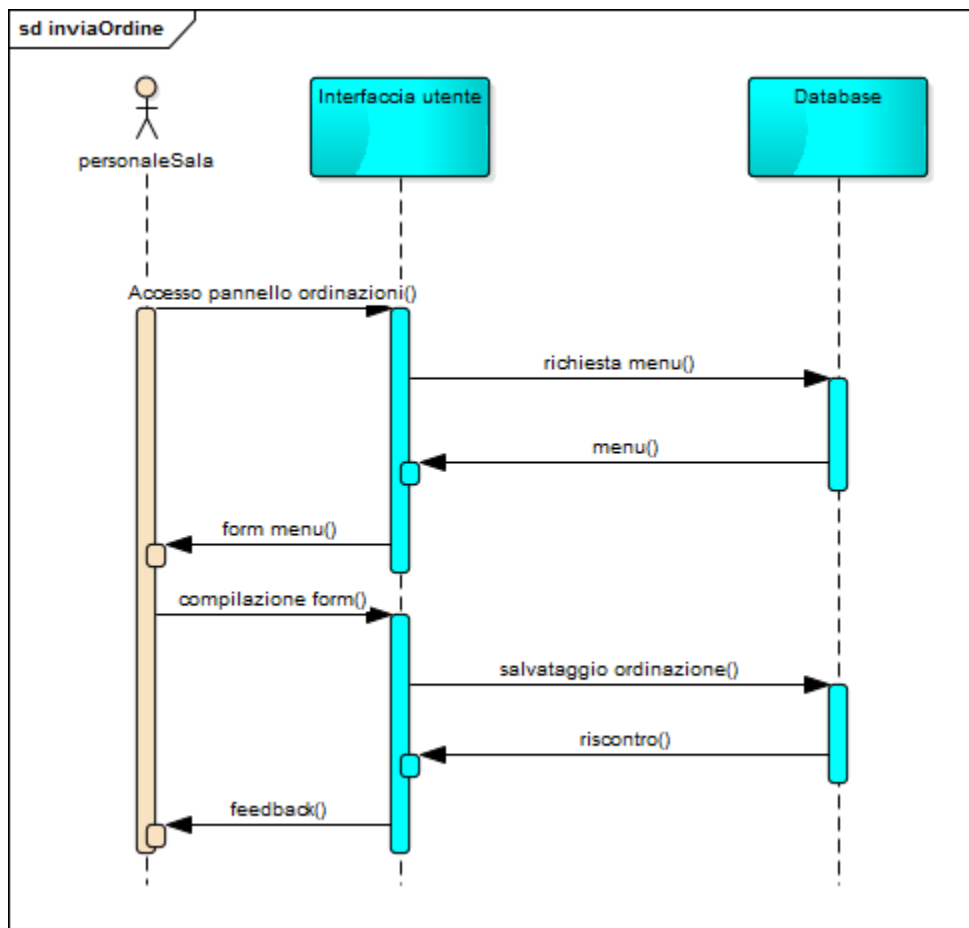 sd inviaOrdine
Interfaccia utente
Database
personaleSala
Accesso pannello ordinazioni()
richiesta menu()
menu()
form menu()
compilazione form()
salvataggio ordinazione()
riscontro()
feedback()